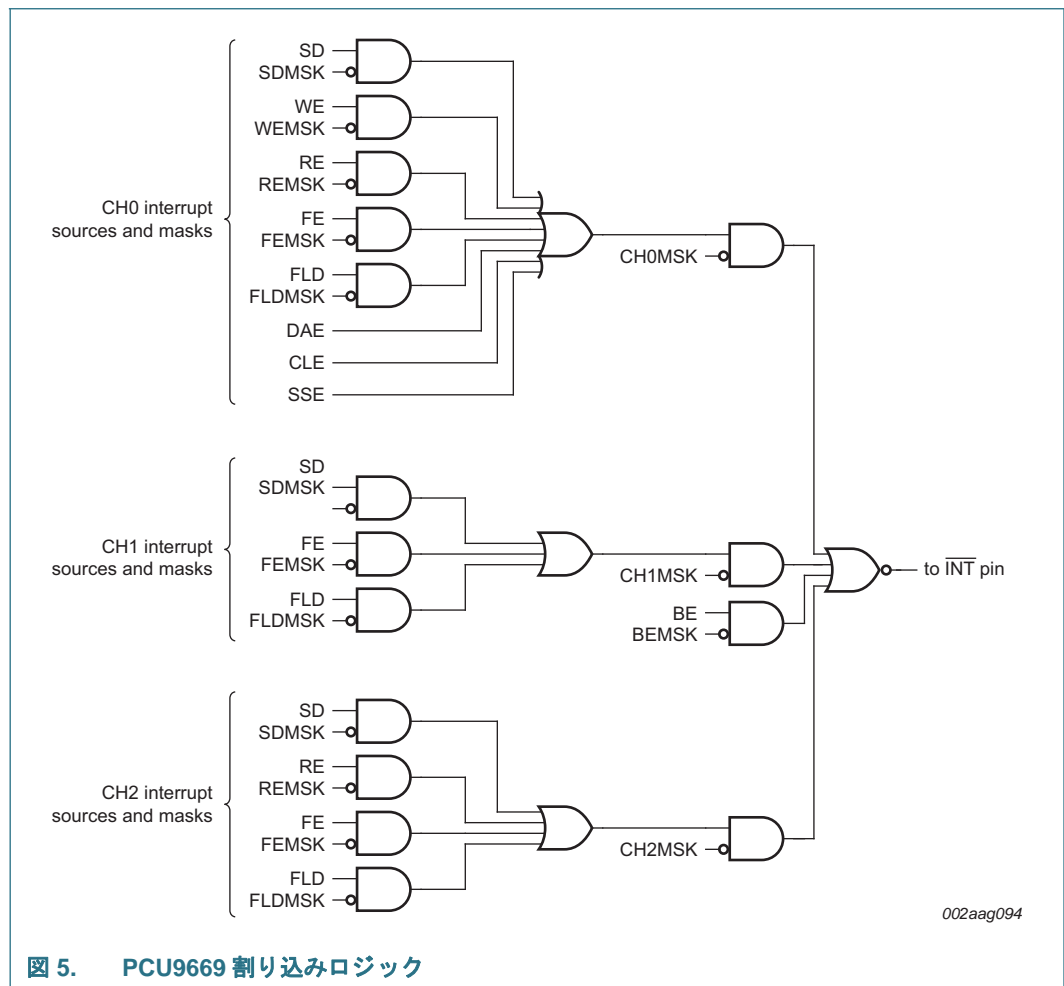 SD
SDMSK
WE
WEMSK
RE
REMSK
FE
FEMSK
FLD
FLDMSK
DAE
CLE
SSE
CH0 interrupt
sources and masks
CH0MSK
SD
SDMSK
FE
FEMSK
FLD
FLDMSK
CH1 interrupt
sources and masks
CH1MSK
BE
BEMSK
to INT pin
SD
SDMSK
RE
REMSK
FE
FEMSK
FLD
FLDMSK
CH2 interrupt
sources and masks
CH2MSK
002aag094
図 5. PCU9669 割り込みロジック